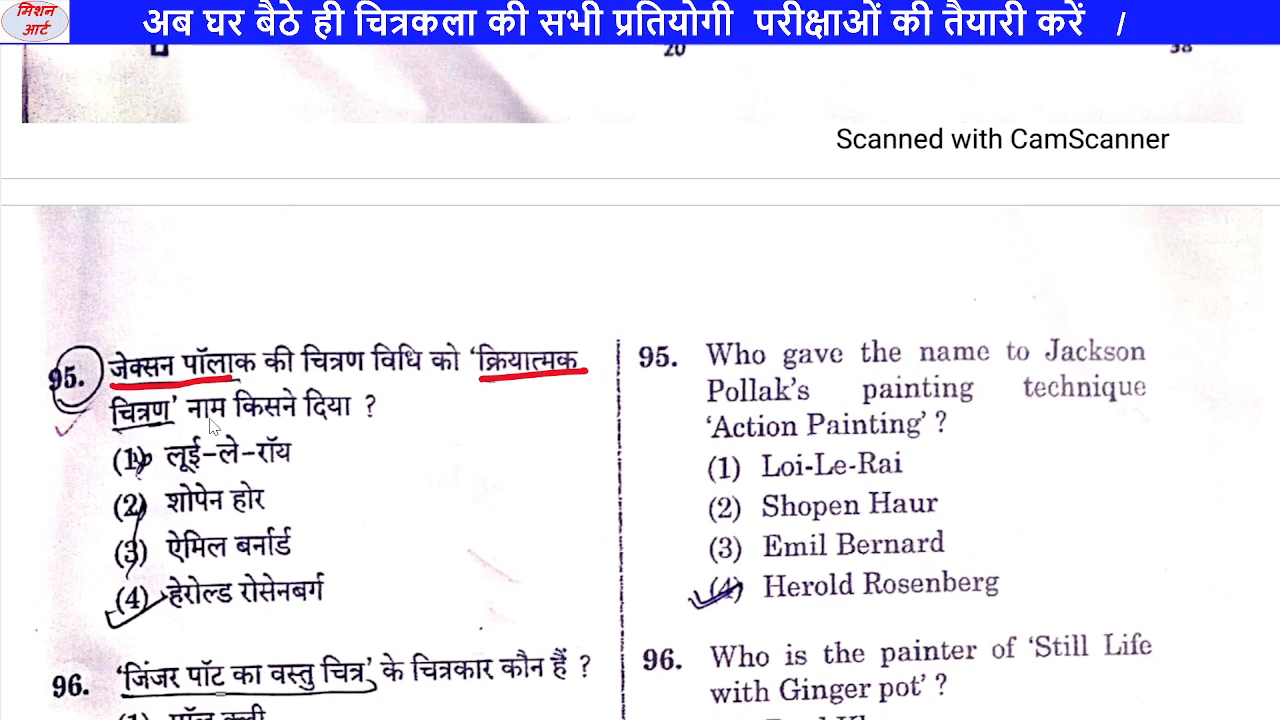 मिशन
आर्ट
अब घर बैठे ही चित्रकला की सभी प्रतियोगी परीक्षाओं की तैयारी करें /
20
38
Scanned with CamScanner
95. जेक्सन पॉलाक की चित्रण विधि को ‘क्रियात्मक
चित्रण’ नाम किसने दिया ?
(1) लूई-ले-रॉय
(2) शोपेन होर
(3) ऐमिल बर्नार्ड
(4) हेरोल्ड रोसेनबर्ग
96. ‘जिंजर पॉट का वस्तु चित्र’ के चित्रकार कौन हैं ?
95. Who gave the name to Jackson
Pollak’s painting technique
‘Action Painting’ ?
(1) Loi-Le-Rai
(2) Shopen Haur
(3) Emil Bernard
(4) Herold Rosenberg
96. Who is the painter of ‘Still Life
with Ginger pot’ ?